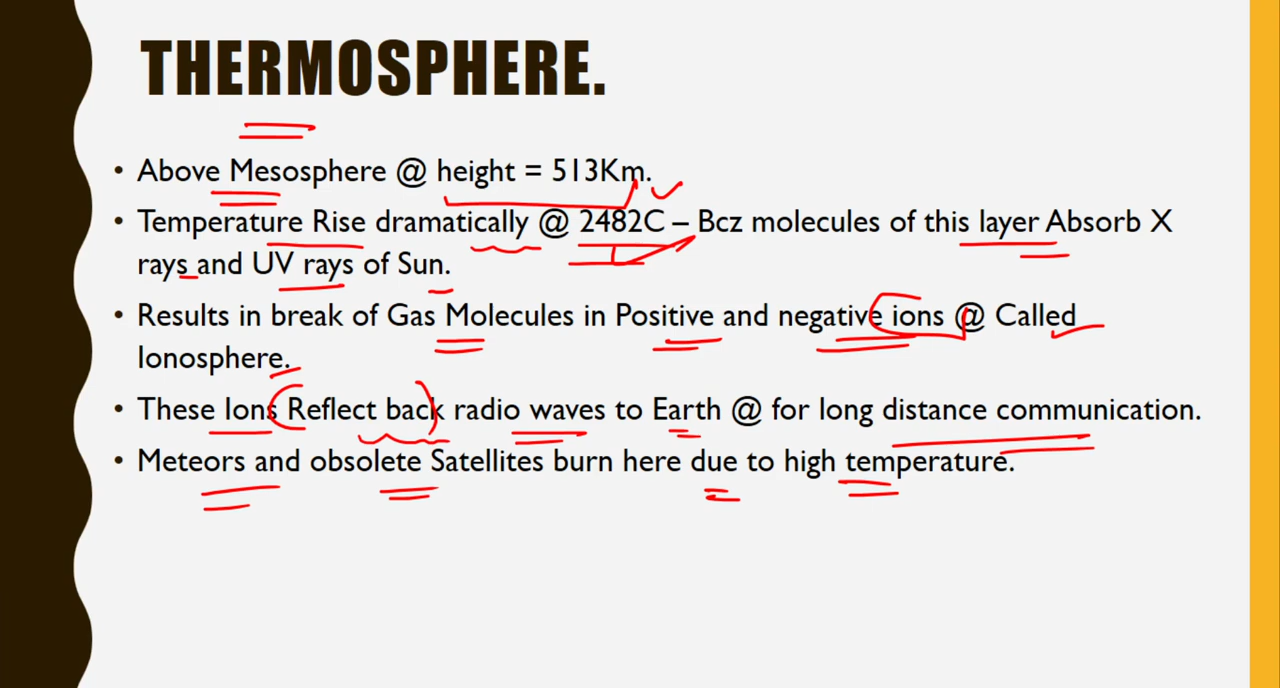 THERMOSPHERE.
• Above Mesosphere @ height = 513Km.
• Temperature Rise dramatically @ 2482C – Bcz molecules of this layer Absorb X
rays and UV rays of Sun.
• Results in break of Gas Molecules in Positive and negative ions @ Called
Ionosphere.
• These Ions Reflect back radio waves to Earth @ for long distance communication.
• Meteors and obsolete Satellites burn here due to high temperature.